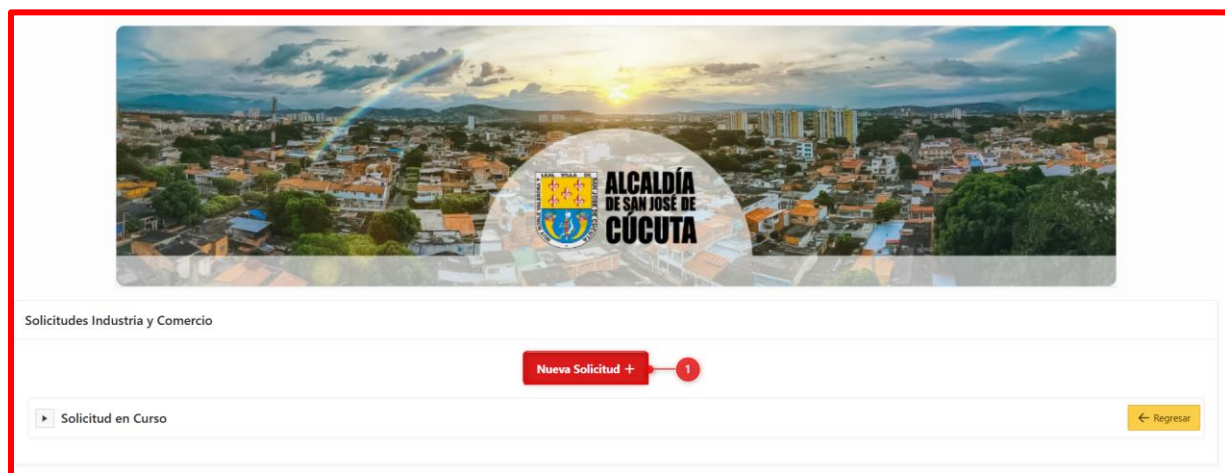 ALCALDÍA
DE SAN JOSÉ DE
CÚCUTA
Solicitudes Industria y Comercio
Nueva Solicitud +
1
Solicitud en Curso
← Regresar